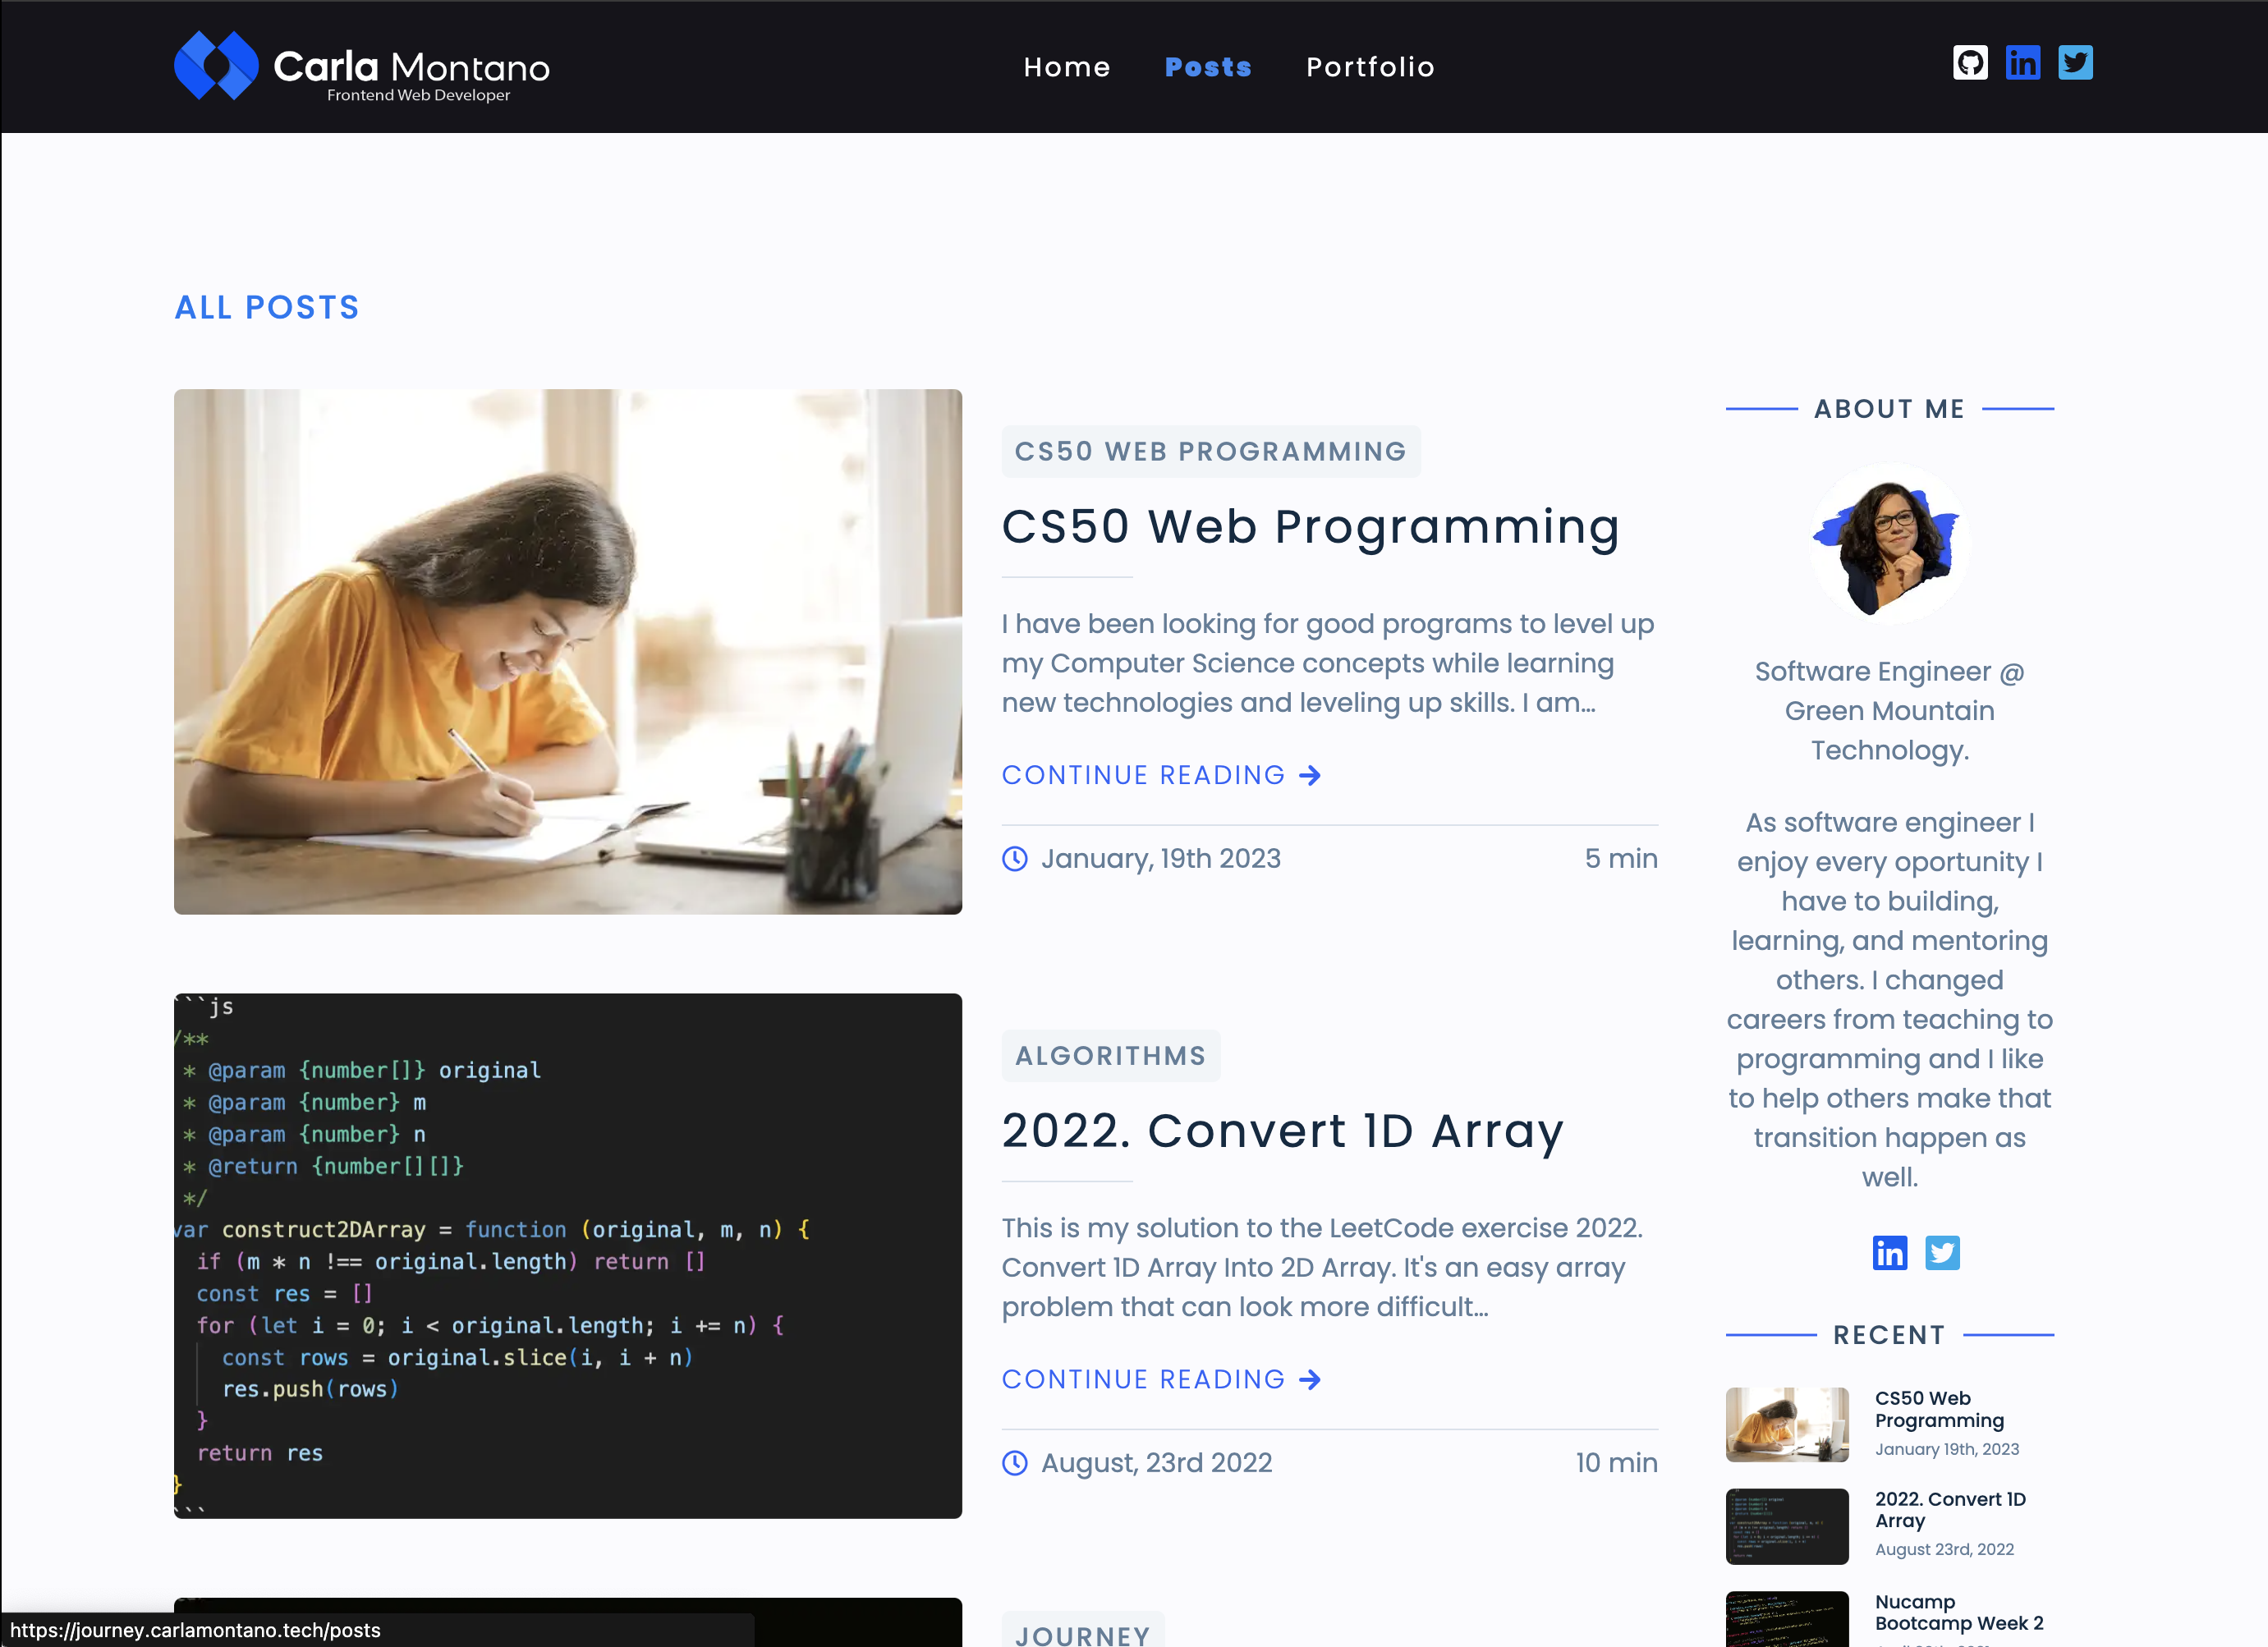 Carla Montano
Frontend Web Developer
Home
Posts
Portfolio
ALL POSTS
CS50 WEB PROGRAMMING
CS50 Web Programming
I have been looking for good programs to level up
my Computer Science concepts while learning
new technologies and leveling up skills. I am...
CONTINUE READING
January, 19th 2023
5 min
```js
/**
* @param {number[]} original
* @param {number} m
* @param {number} n
* @return {number[][]}
*/
var construct2DArray = function (original, m, n) {
if (m * n !== original.length) return []
const res = []
for (let i = 0; i < original.length; i += n) {
const rows = original.slice(i, i + n)
res.push(rows)
}
return res
}
```
ALGORITHMS
2022. Convert 1D Array
This is my solution to the LeetCode exercise 2022.
Convert 1D Array Into 2D Array. It's an easy array
problem that can look more difficult...
CONTINUE READING
August, 23rd 2022
10 min
JOURNEY
ABOUT ME
Software Engineer @
Green Mountain
Technology.
As software engineer I
enjoy every oportunity I
have to building,
learning, and mentoring
others. I changed
careers from teaching to
programming and I like
to help others make that
transition happen as
well.
RECENT
CS50 Web
Programming
January 19th, 2023
2022. Convert 1D
Array
August 23rd, 2022
Nucamp
Bootcamp Week 2
https://journey.carlamontano.tech/posts